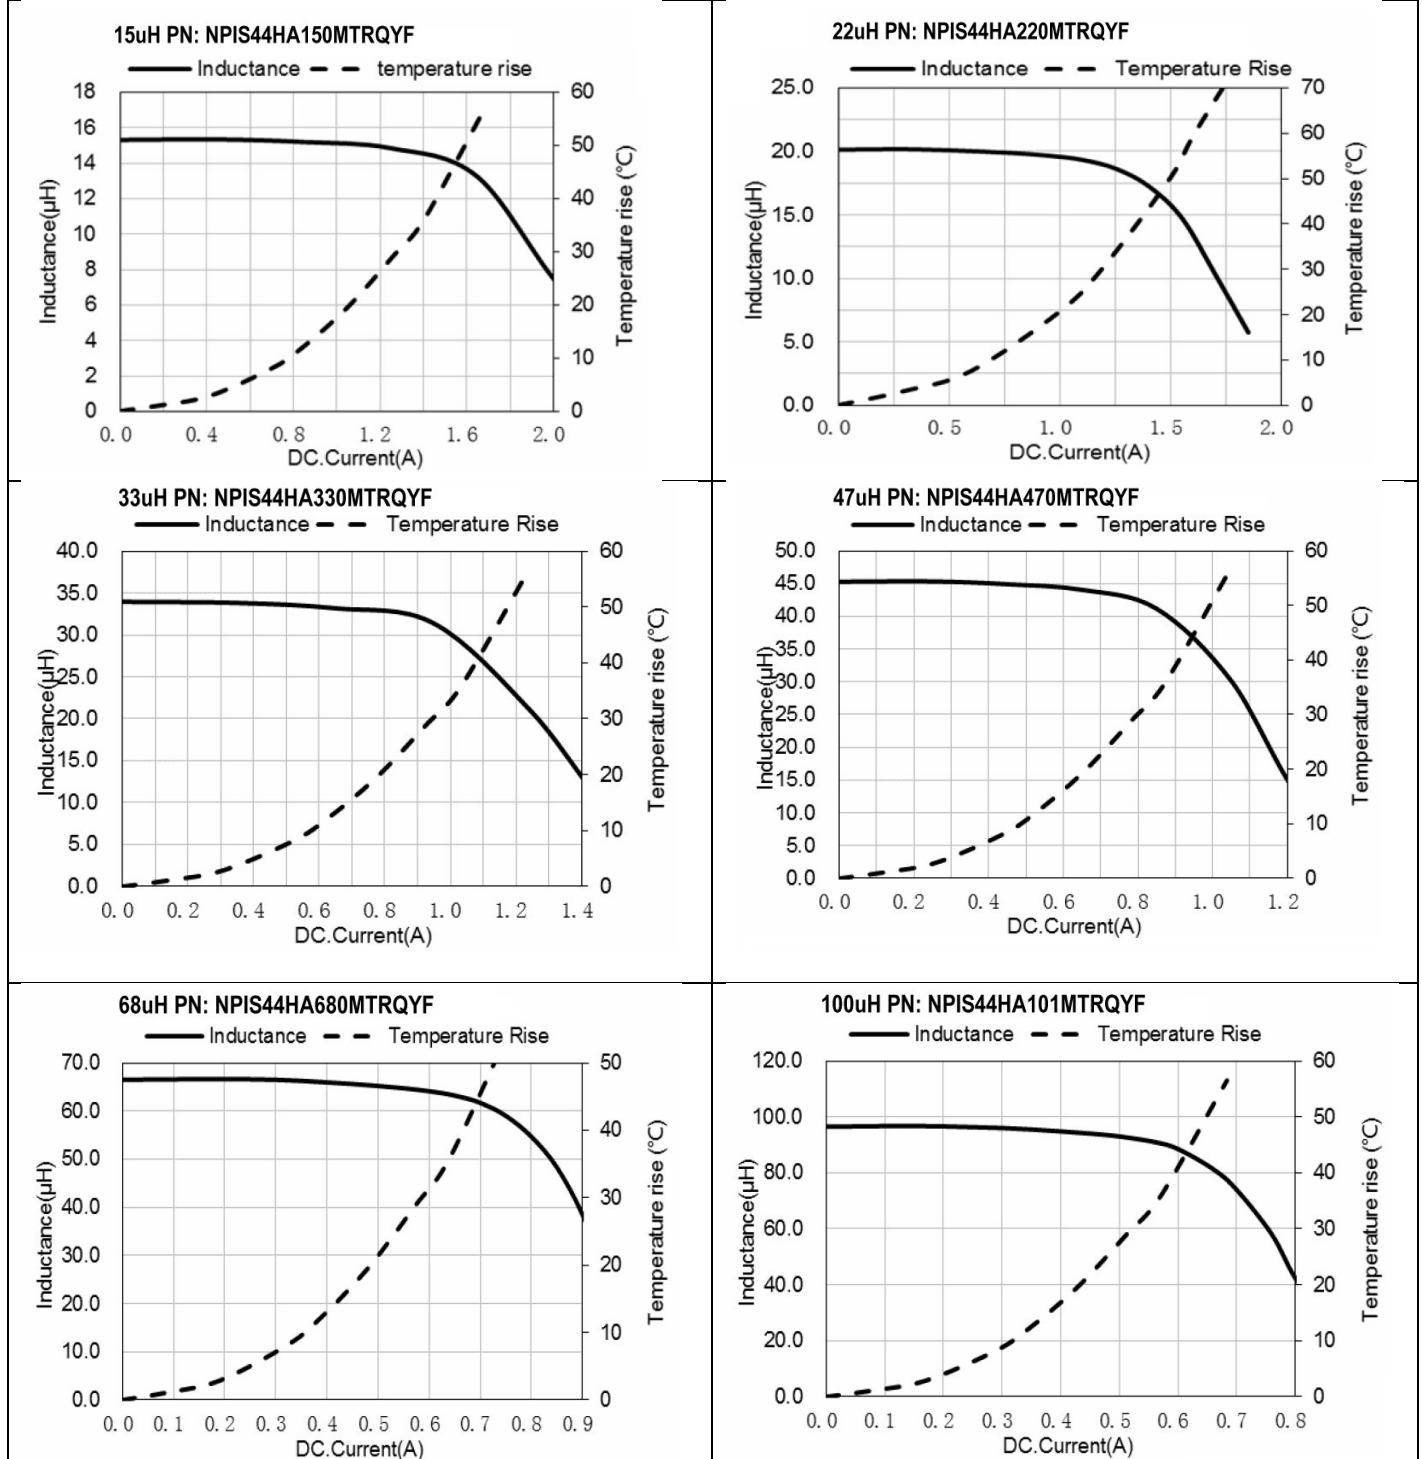 15uH PN: NPIS44HA150MTRQYF
Inductance temperature rise
18
16
14
12
10
8
6
4
2
0
60
50
40
30
20
10
0
0.0 0.4 0.8 1.2 1.6 2.0
Inductance(μH)
Temperature rise (℃)
DC.Current(A)
22uH PN: NPIS44HA220MTRQYF
Inductance Temperature Rise
25.0
20.0
15.0
10.0
5.0
0.0
70
60
50
40
30
20
10
0
0.0 0.5 1.0 1.5 2.0
Inductance(μH)
Temperature rise (℃)
DC.Current(A)
33uH PN: NPIS44HA330MTRQYF
Inductance Temperature Rise
40.0
35.0
30.0
25.0
20.0
15.0
10.0
5.0
0.0
60
50
40
30
20
10
0
0.0 0.2 0.4 0.6 0.8 1.0 1.2 1.4
Inductance(μH)
Temperature rise (℃)
DC.Current(A)
47uH PN: NPIS44HA470MTRQYF
Inductance Temperature Rise
50.0
45.0
40.0
35.0
30.0
25.0
20.0
15.0
10.0
5.0
0.0
60
50
40
30
20
10
0
0.0 0.2 0.4 0.6 0.8 1.0 1.2
Inductance(μH)
Temperature rise (℃)
DC.Current(A)
68uH PN: NPIS44HA680MTRQYF
Inductance Temperature Rise
70.0
60.0
50.0
40.0
30.0
20.0
10.0
0.0
50
40
30
20
10
0
0.0 0.1 0.2 0.3 0.4 0.5 0.6 0.7 0.8 0.9
Inductance(μH)
Temperature rise (℃)
DC.Current(A)
100uH PN: NPIS44HA101MTRQYF
Inductance Temperature Rise
120.0
100.0
80.0
60.0
40.0
20.0
0.0
60
50
40
30
20
10
0
0.0 0.1 0.2 0.3 0.4 0.5 0.6 0.7 0.8
Inductance(μH)
Temperature rise (℃)
DC.Current(A)